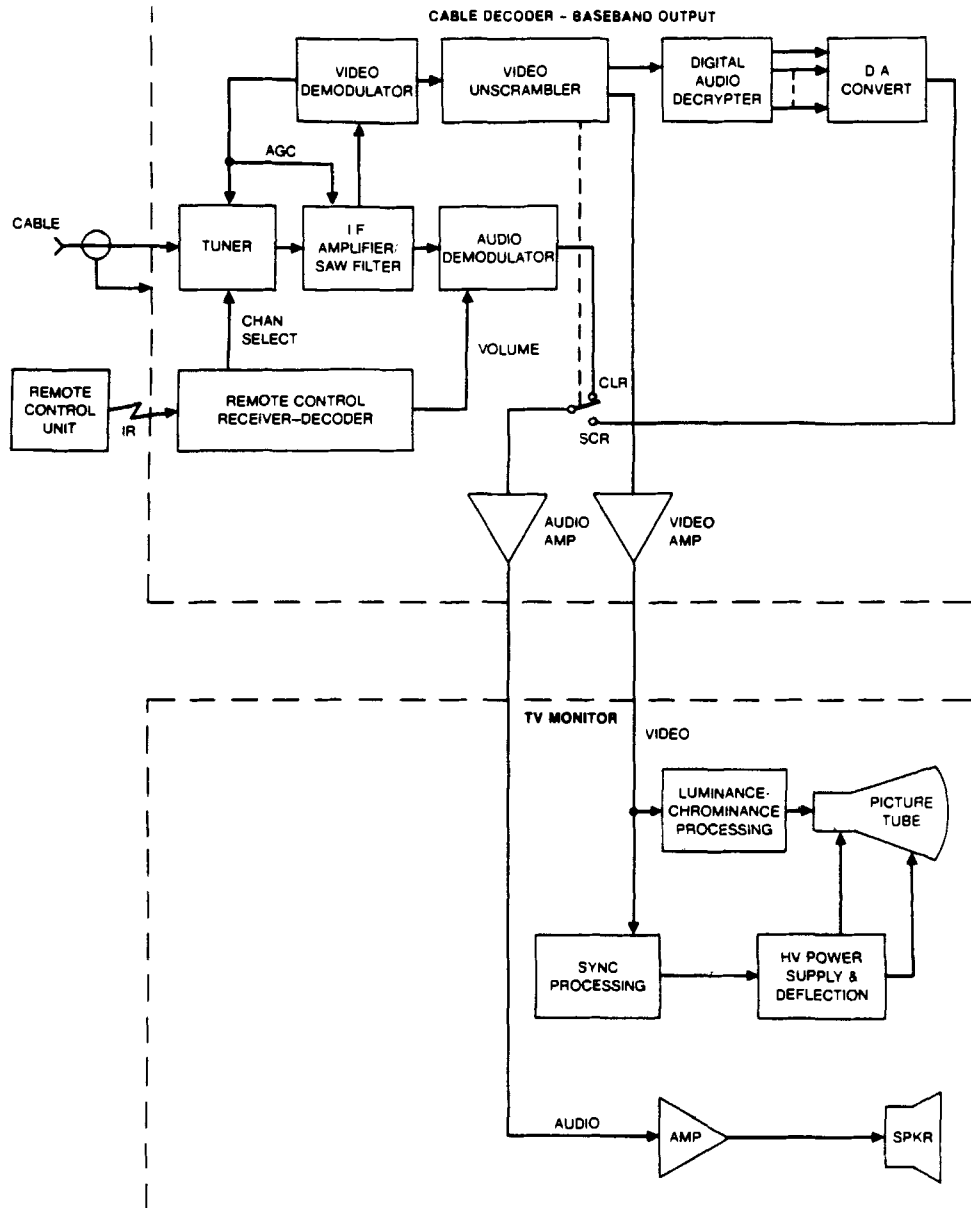 CABLE DECODER - BASEBAND OUTPUT
VIDEO
DEMODULATOR
VIDEO
UNSCRAMBLER
DIGITAL
AUDIO
DECRYPTER
D A
CONVERT
AGC
CABLE
TUNER
I F
AMPLIFIER/
SAW FILTER
AUDIO
DEMODULATOR
CHAN
SELECT
VOLUME
REMOTE
CONTROL
UNIT
IR
REMOTE CONTROL
RECEIVER-DECODER
CLR
SCR
AUDIO
AMP
VIDEO
AMP
TV MONITOR
VIDEO
LUMINANCE-
CHROMINANCE
PROCESSING
PICTURE
TUBE
SYNC
PROCESSING
HV POWER
SUPPLY &
DEFLECTION
AUDIO
AMP
SPKR